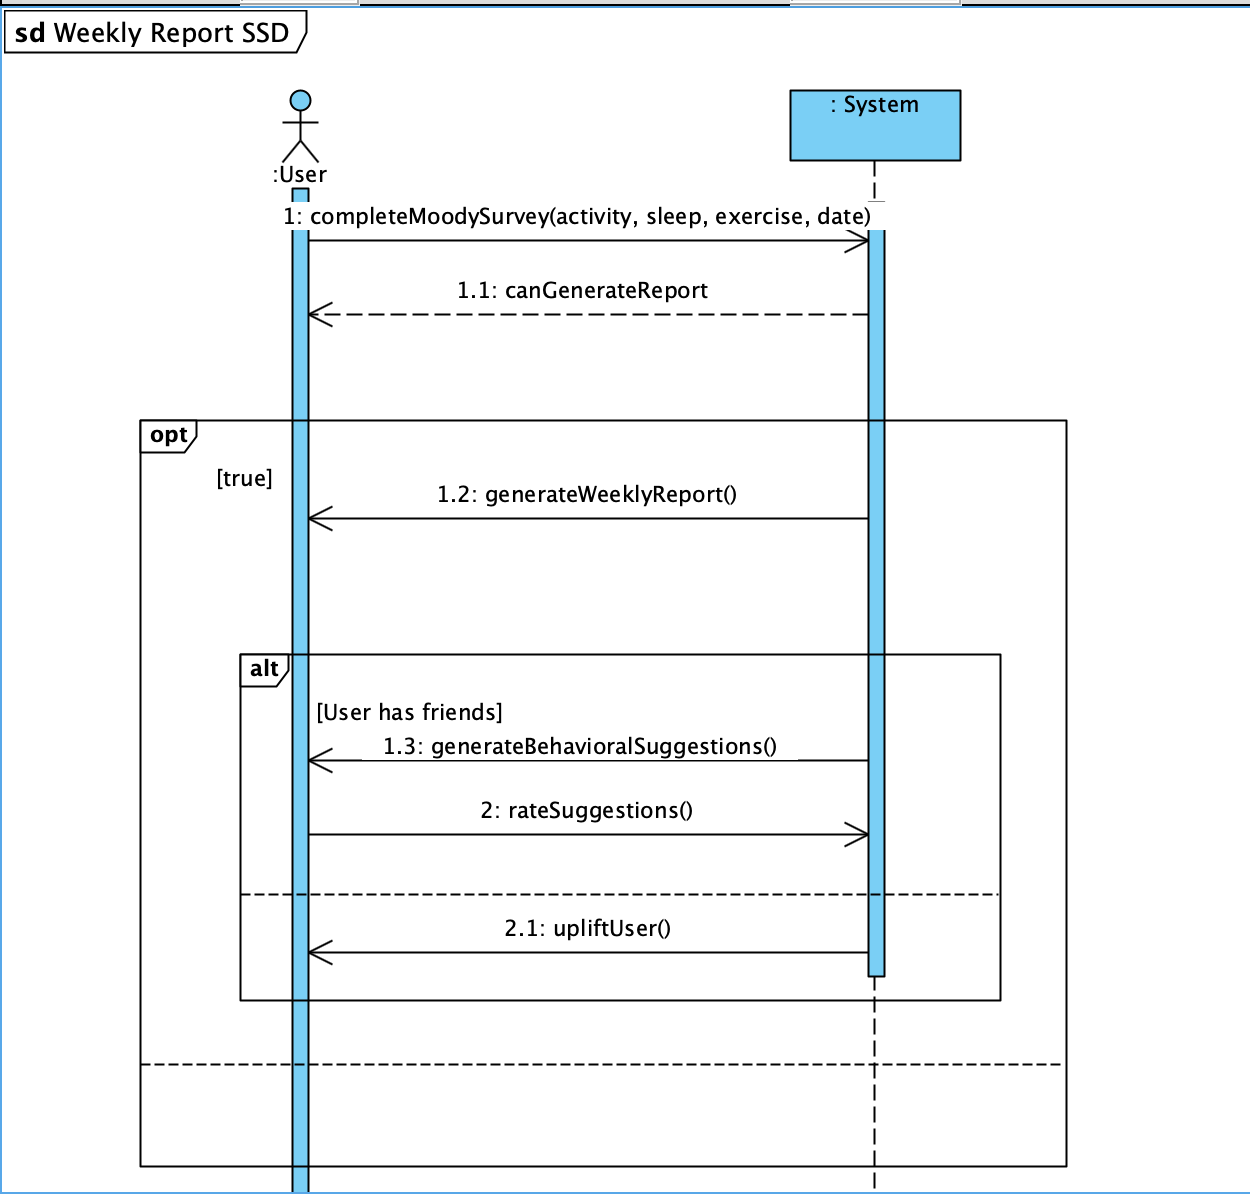 sd Weekly Report SSD
: System
:User
1: completeMoodySurvey(activity, sleep, exercise, date)
1.1: canGenerateReport
opt
[true]
1.2: generateWeeklyReport()
alt
[User has friends]
1.3: generateBehavioralSuggestions()
2: rateSuggestions()
2.1: upliftUser()